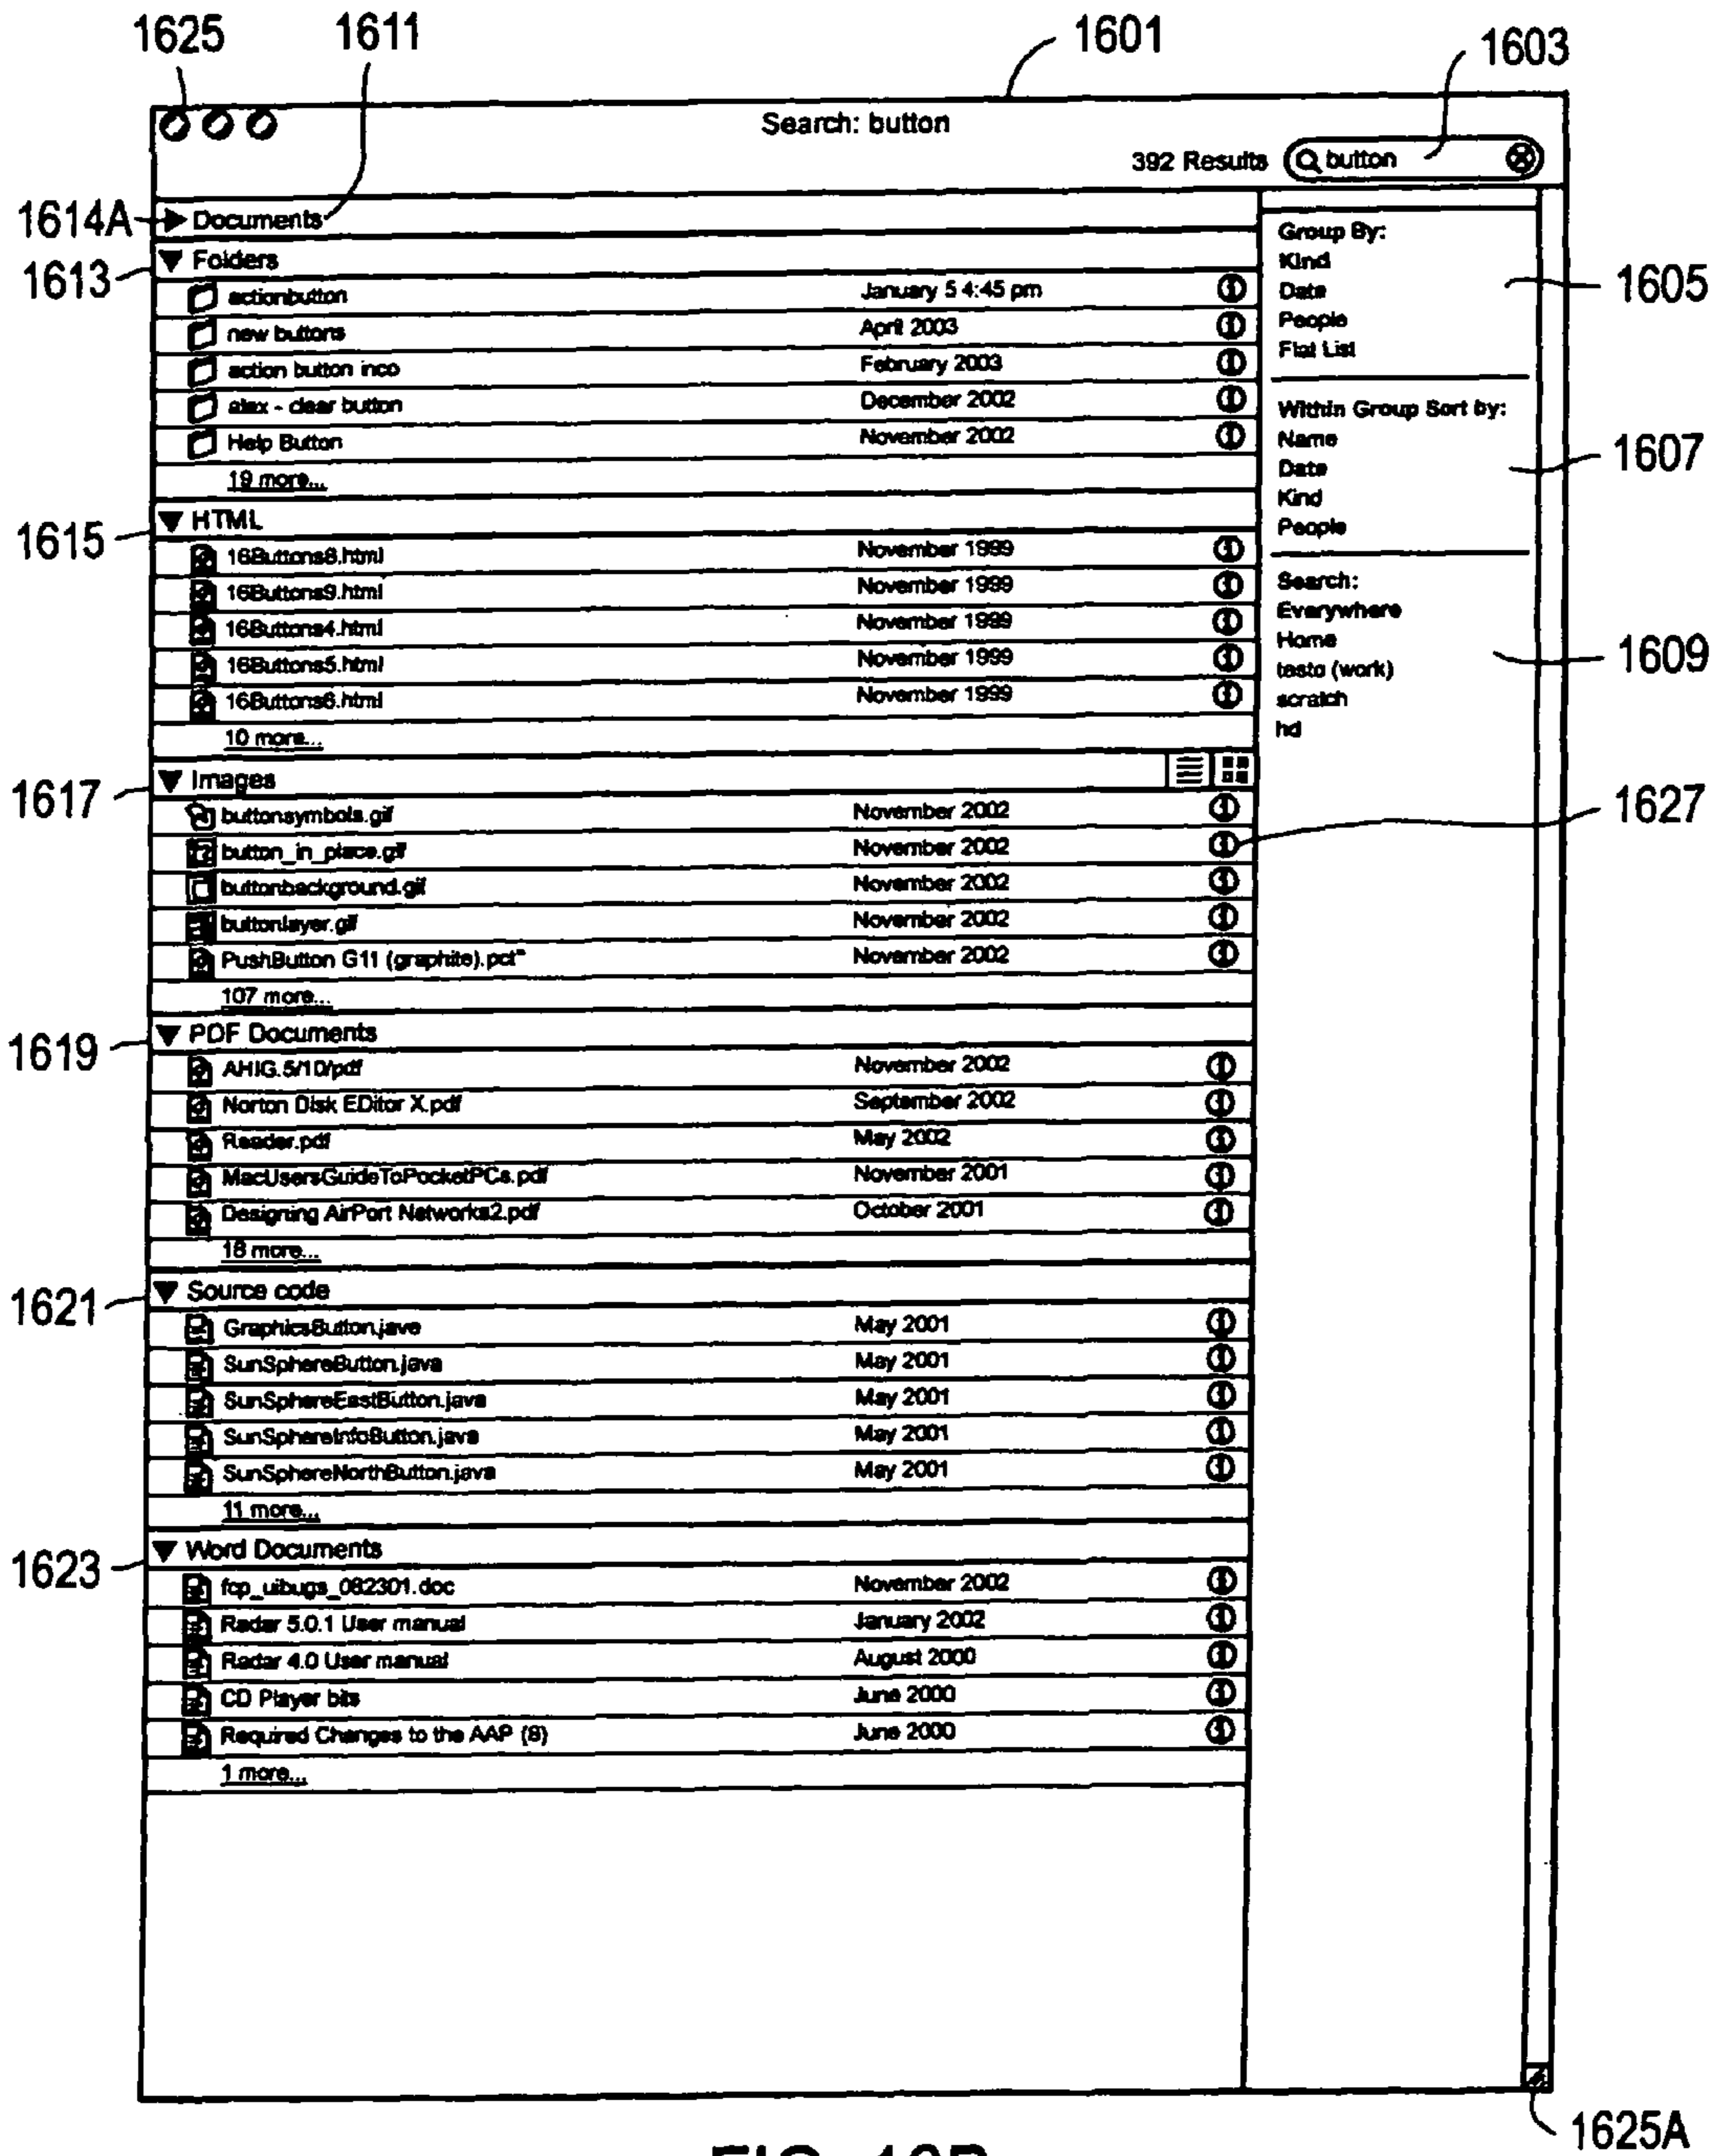 1625 1611 1601 1603
Search: button
392 Results button
1614A Documents
1613 Folders
actionbutton January 5 4:45 pm
new buttons April 2003
action button inco February 2003
alex - clear button December 2002
Help Button November 2002
19 more...
1615 HTML
16Buttons8.html November 1999
16Buttons9.html November 1999
16Buttons4.html November 1999
16Buttons5.html November 1999
16Buttons6.html November 1999
10 more...
1617 Images
buttonsymbols.gif November 2002
button_in_place.gif November 2002
buttonbackground.gif November 2002
buttonlayer.gif November 2002
PushButton G11 (graphite).pct" November 2002
107 more...
1619 PDF Documents
AHIG.5/10/pdf November 2002
Norton Disk EDitor X.pdf September 2002
Reader.pdf May 2002
MacUsersGuideToPocketPCs.pdf November 2001
Designing AirPort Networks2.pdf October 2001
18 more...
1621 Source code
GraphicsButton.jave May 2001
SunSphereButton.java May 2001
SunSphereEastButton.java May 2001
SunSphereInfoButton.java May 2001
SunSphereNorthButton.java May 2001
11 more...
1623 Word Documents
fcp_uibugs_082301.doc November 2002
Radar 5.0.1 User manual January 2002
Radar 4.0 User manual August 2000
CD Player bits June 2000
Required Changes to the AAP (8) June 2000
1 more...
Group By:
Kind
Date 1605
People
Flat List
Within Group Sort by:
Name
Date 1607
Kind
People
Search:
Everywhere
Home
testo (work) 1609
scratch
hd
1627
1625A